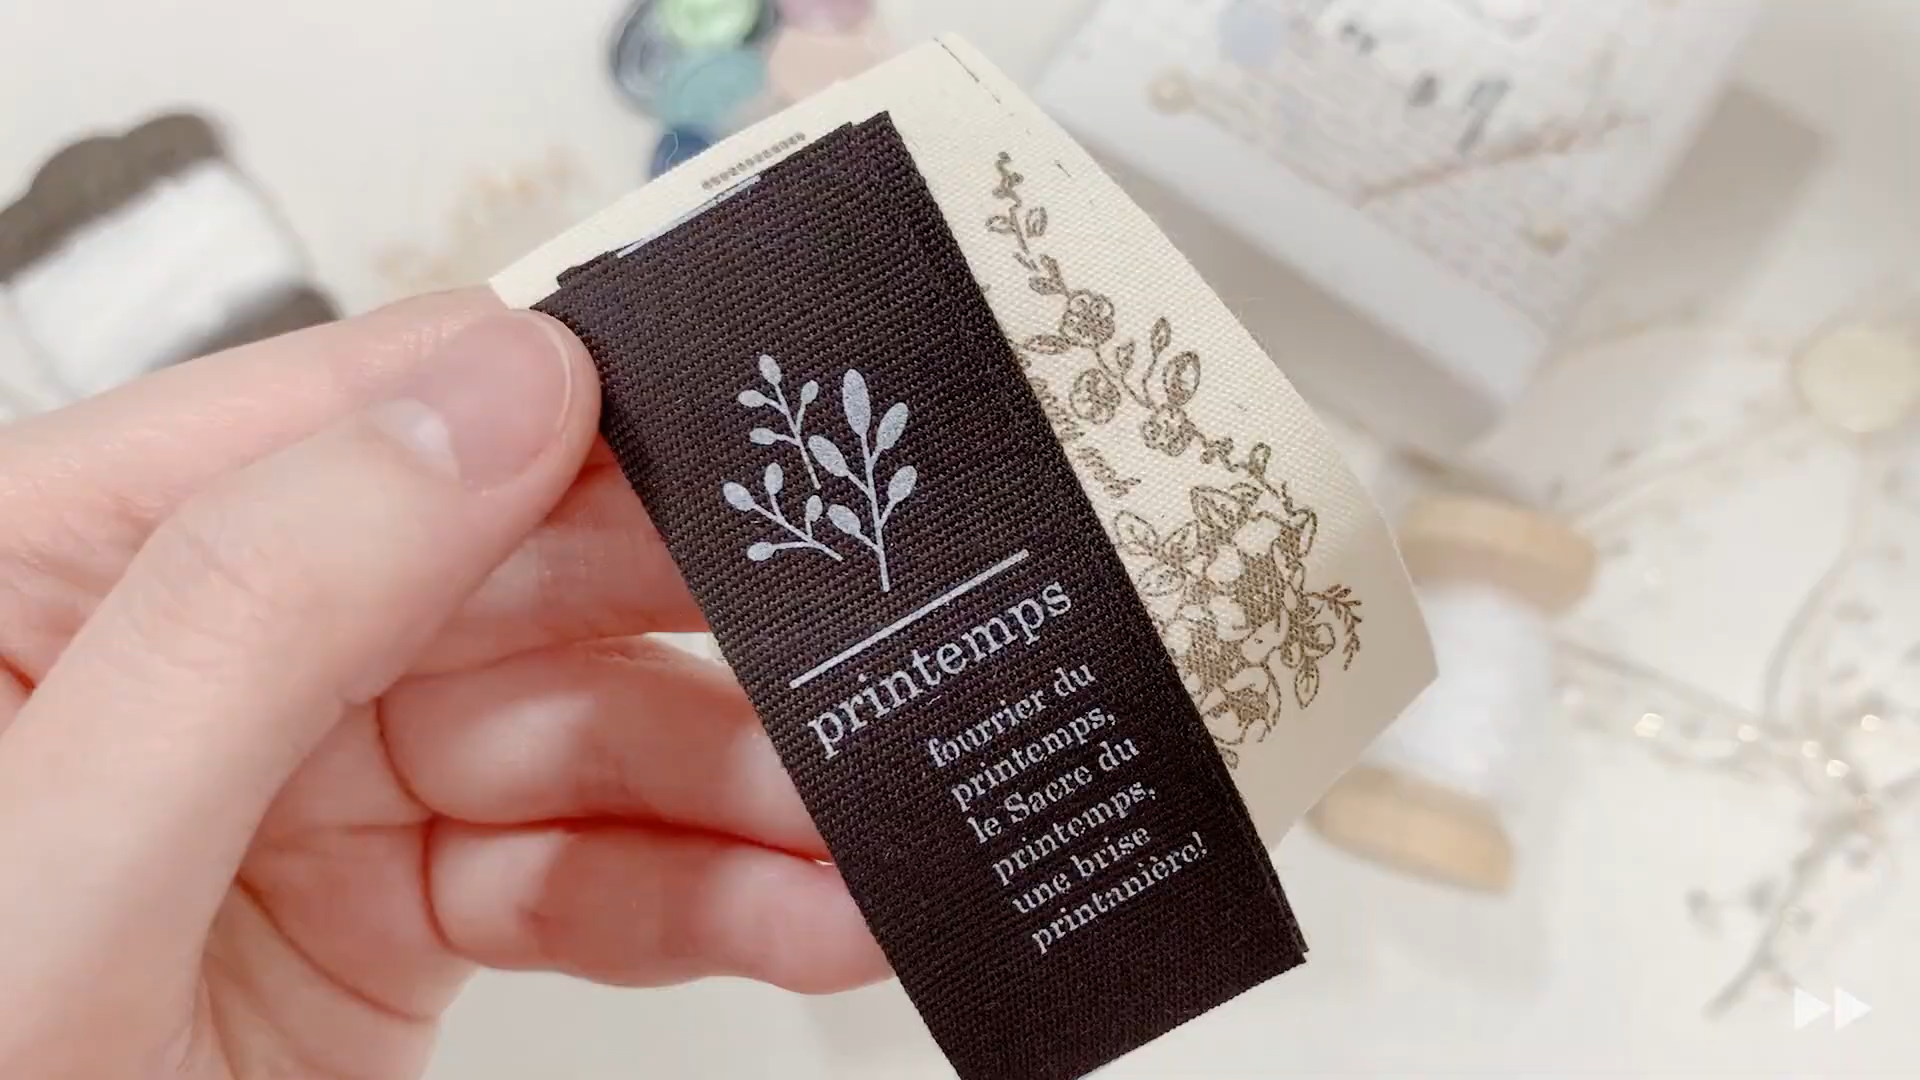 printemps
fourrier du
printemps,
le Sacre du
printemps,
une brise
printanière!